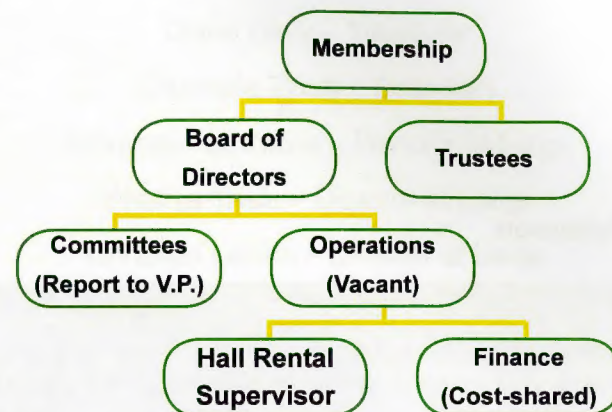 Membership
Board of
Directors
Trustees
Committees
(Report to V.P.)
Operations
(Vacant)
Hall Rental
Supervisor
Finance
(Cost-shared)